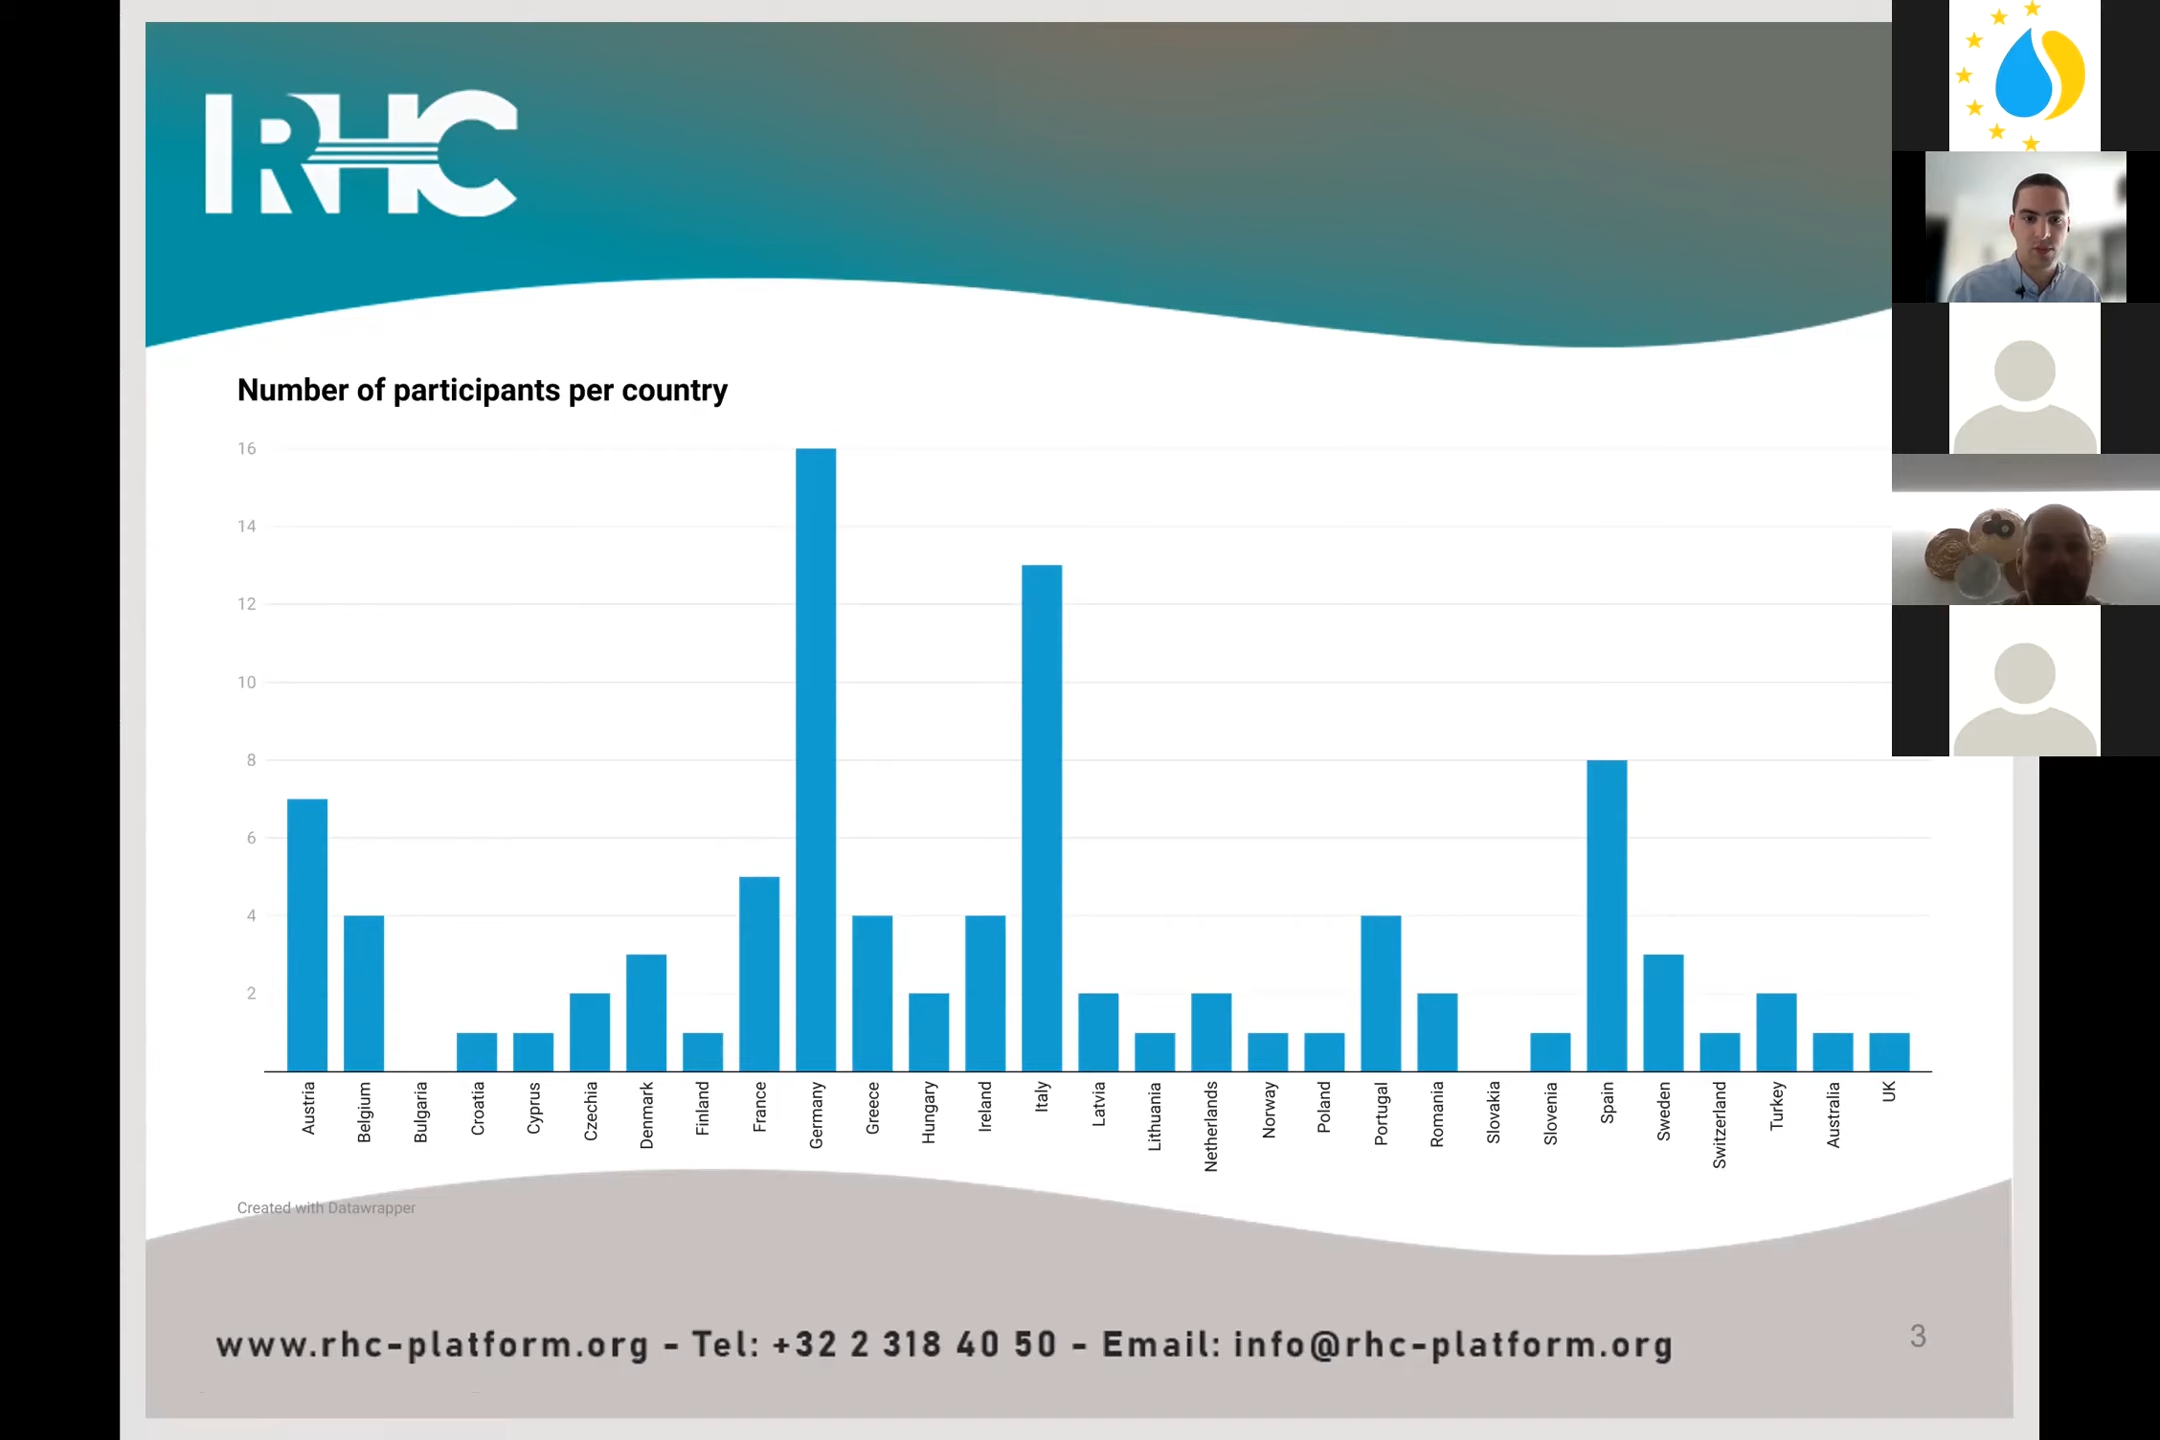 RHC
Number of participants per country
16
14
12
10
8
6
4
2
Austria
Belgium
Bulgaria
Croatia
Cyprus
Czechia
Denmark
Finland
France
Germany
Greece
Hungary
Ireland
Italy
Latvia
Lithuania
Netherlands
Norway
Poland
Portugal
Romania
Slovakia
Slovenia
Spain
Sweden
Switzerland
Turkey
Australia
UK
Created with Datawrapper
www.rhc-platform.org - Tel: +32 2 318 40 50 - Email: info@rhc-platform.org
3